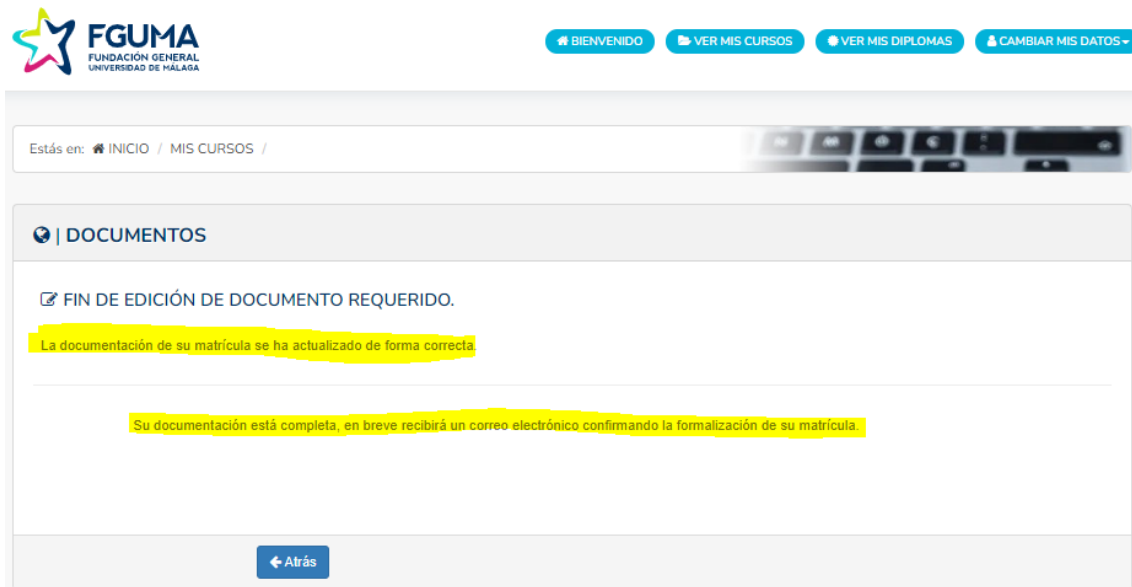 FGUMA
FUNDACIÓN GENERAL
UNIVERSIDAD DE MÁLAGA
BIENVENIDO
VER MIS CURSOS
VER MIS DIPLOMAS
CAMBIAR MIS DATOS
Estás en: INICIO / MIS CURSOS /
| DOCUMENTOS
FIN DE EDICIÓN DE DOCUMENTO REQUERIDO.
La documentación de su matrícula se ha actualizado de forma correcta.
Su documentación está completa, en breve recibirá un correo electrónico confirmando la formalización de su matrícula.
Atrás